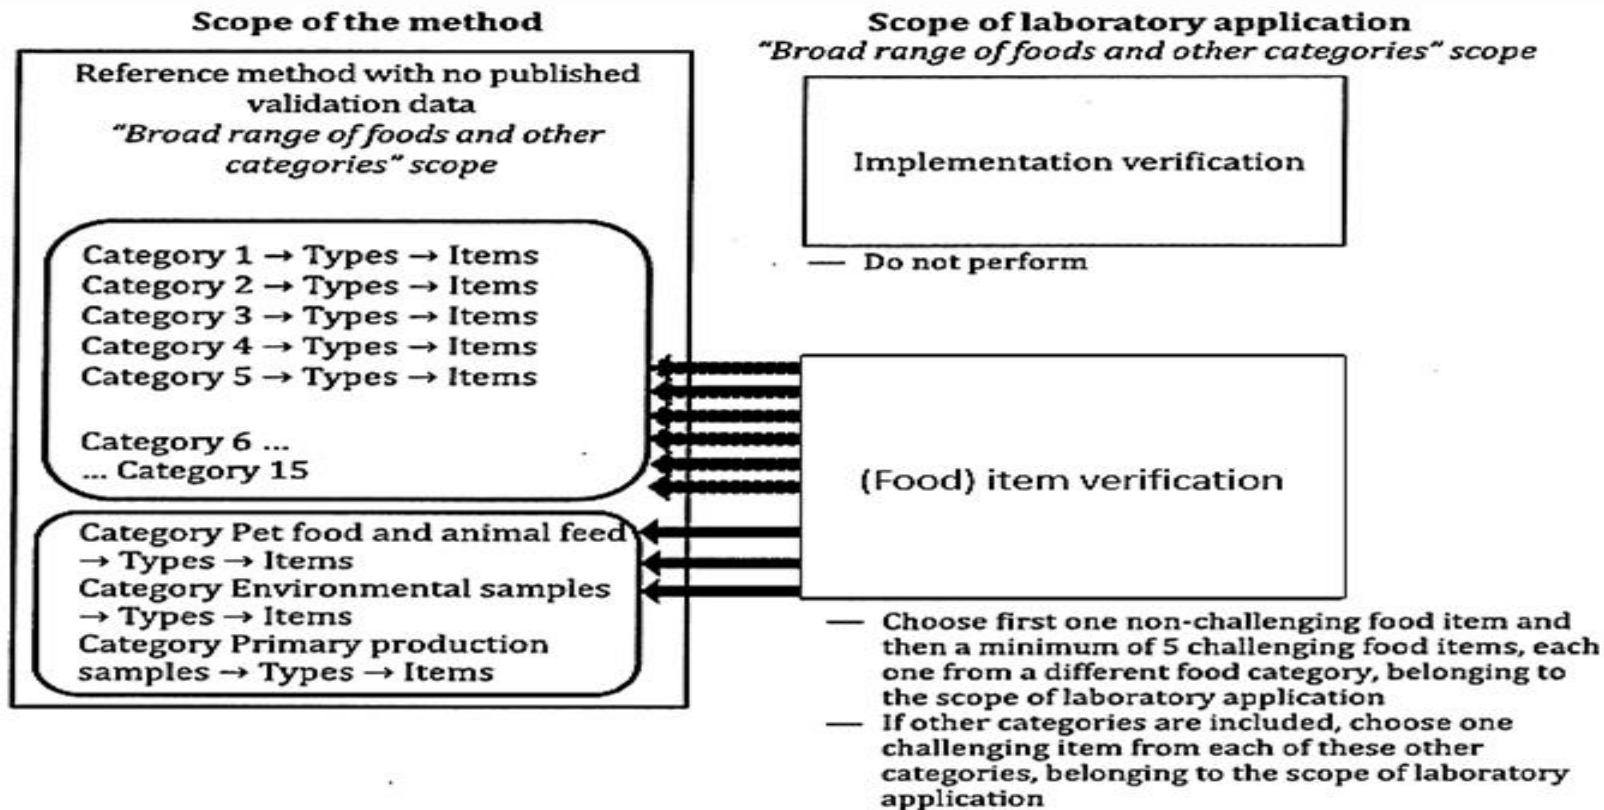 Scope of the method
Reference method with no published
validation data
“Broad range of foods and other
categories” scope
Category 1 → Types → Items
Category 2 → Types → Items
Category 3 → Types → Items
Category 4 → Types → Items
Category 5 → Types → Items
Category 6 ...
... Category 15
Category Pet food and animal feed
→ Types → Items
Category Environmental samples
→ Types → Items
Category Primary production
samples → Types → Items
Scope of laboratory application
“Broad range of foods and other categories” scope
Implementation verification
— Do not perform
(Food) item verification
— Choose first one non-challenging food item and
then a minimum of 5 challenging food items, each
one from a different food category, belonging to
the scope of laboratory application
— If other categories are included, choose one
challenging item from each of these other
categories, belonging to the scope of laboratory
application